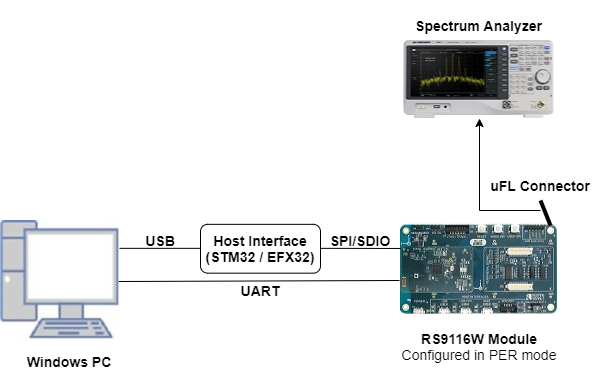 Spectrum Analyzer
uFL Connector
USB
Host Interface
(STM32 / EFX32)
SPI/SDIO
UART
RS9116W Module
Configured in PER mode
Windows PC